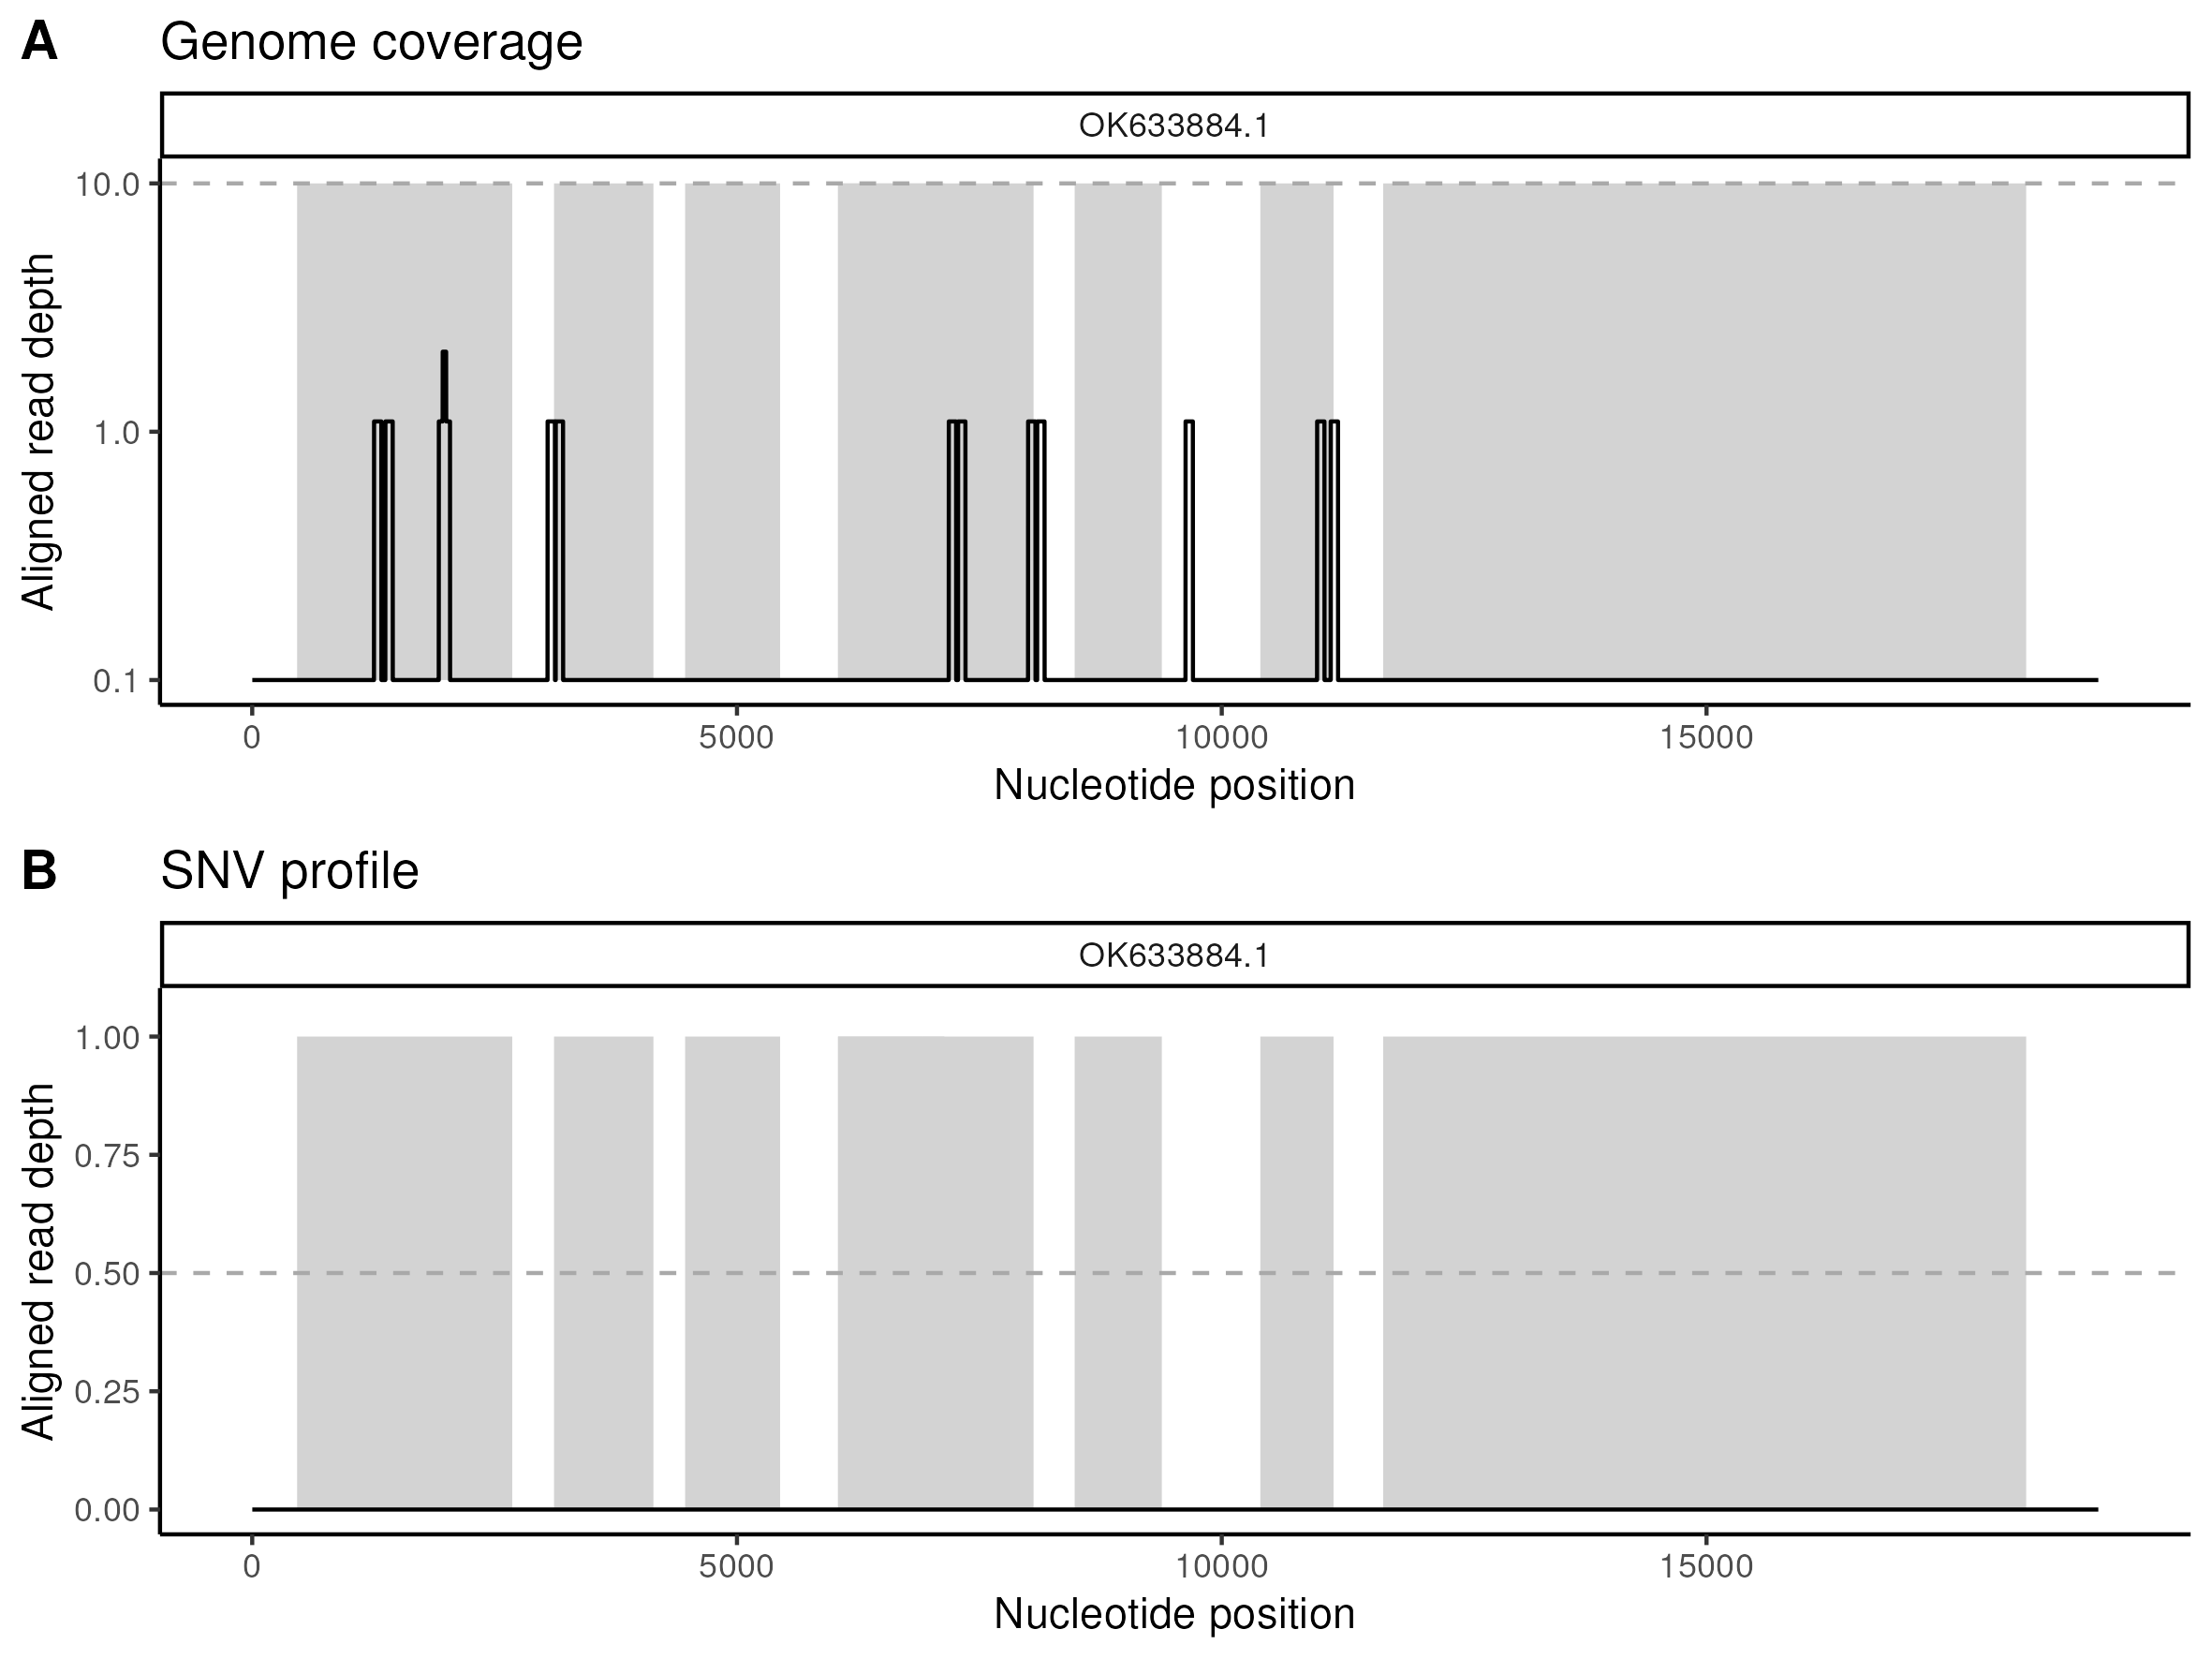 A Genome coverage
OK633884.1
Aligned read depth
10.0
1.0
0.1
0 5000 10000 15000
Nucleotide position
B SNV profile
OK633884.1
Aligned read depth
1.00
0.75
0.50
0.25
0.00
0 5000 10000 15000
Nucleotide position